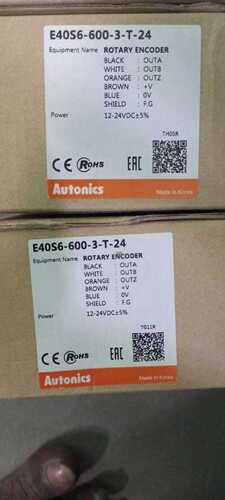 E40S6-600-3-T-24
Equipment Name : ROTARY ENCODER
BLACK : OUTA
WHITE : OUTB
ORANGE : OUTZ
BROWN : +V
BLUE : 0V
SHIELD : F.G
Power 12-24VDC±5%
TH05R
CE RoHS EAC
Autonics
Made in Korea
E40S6-600-3-T-24
Equipment Name : ROTARY ENCODER
BLACK : OUTA
WHITE : OUTB
ORANGE : OUTZ
BROWN : +V
BLUE : 0V
SHIELD : F.G
Power 12-24VDC±5%
TG11R
CE RoHS EAC
Autonics
Made in Korea